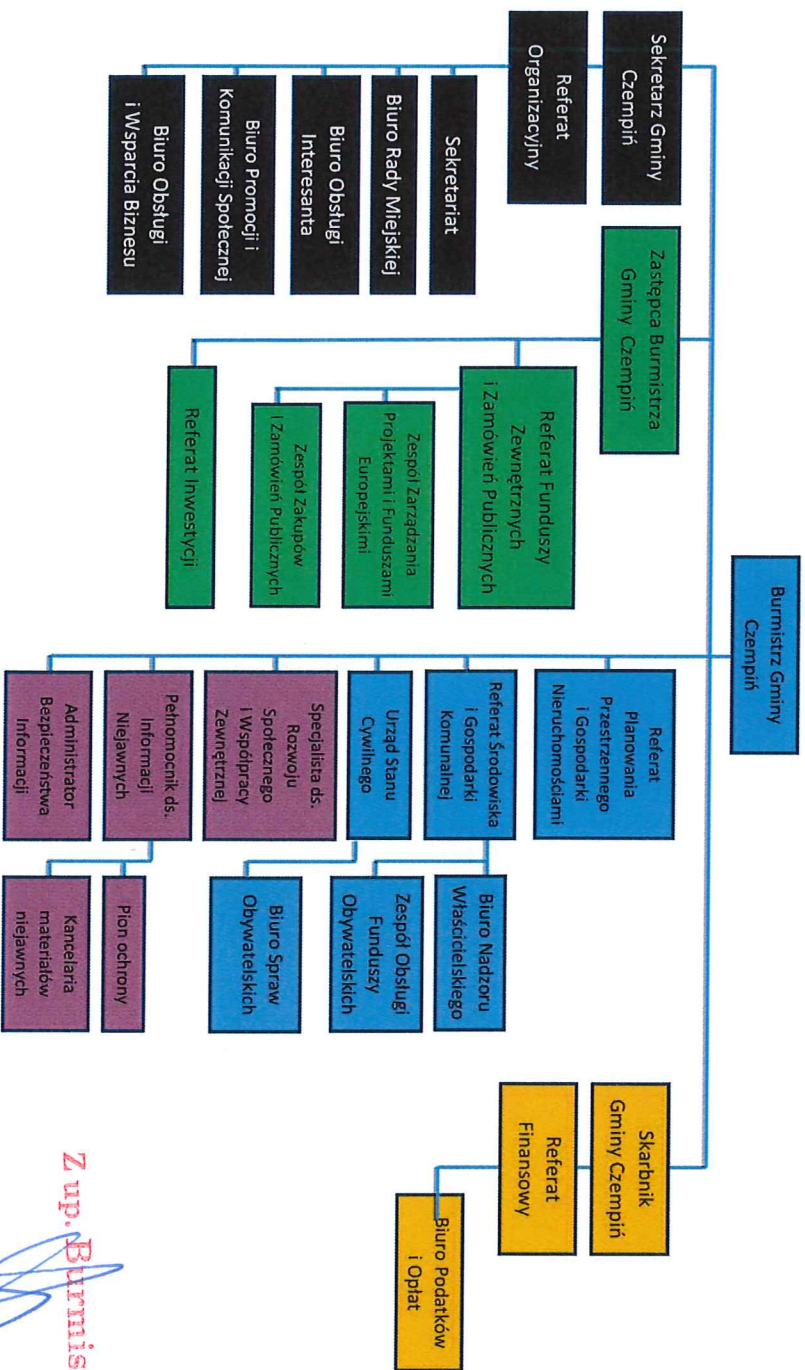 Burmistrz Gminy
Czempiń
Sekretarz Gminy
Czempiń
Referat
Organizacyjny
Sekretariat
Biuro Rady Miejskiej
Biuro Obsługi
Interesanta
Biuro Promocji i
Komunikacji Społecznej
Biuro Obsługi
i Wsparcia Biznesu
Zastępca Burmistrza
Gminy Czempiń
Referat Funduszy
Zewnętrznych
i Zamówień Publicznych
Zespół Zarządzania
Projektami i Funduszami
Europejskimi
Zespół Zakupów
i Zamówień Publicznych
Referat Inwestycji
Referat
Planowania
Przestrzennego
i Gospodarki
Nieruchomościami
Referat Środowiska
i Gospodarki
Komunalnej
Biuro Nadzoru
Właścicielskiego
Zespół Obsługi
Funduszy
Obywatelskich
Urząd Stanu
Cywilnego
Biuro Spraw
Obywatelskich
Specjalista ds.
Rozwoju
Społecznego
i Współpracy
Zewnętrznej
Pełnomocnik ds.
Informacji
Niejawnych
Pion ochrony
Kancelaria
materiałów
niejawnych
Administrator
Bezpieczeństwa
Informacji
Skarbnik
Gminy Czempiń
Referat
Finansowy
Biuro Podatków
i Opłat
Z up. Burmis